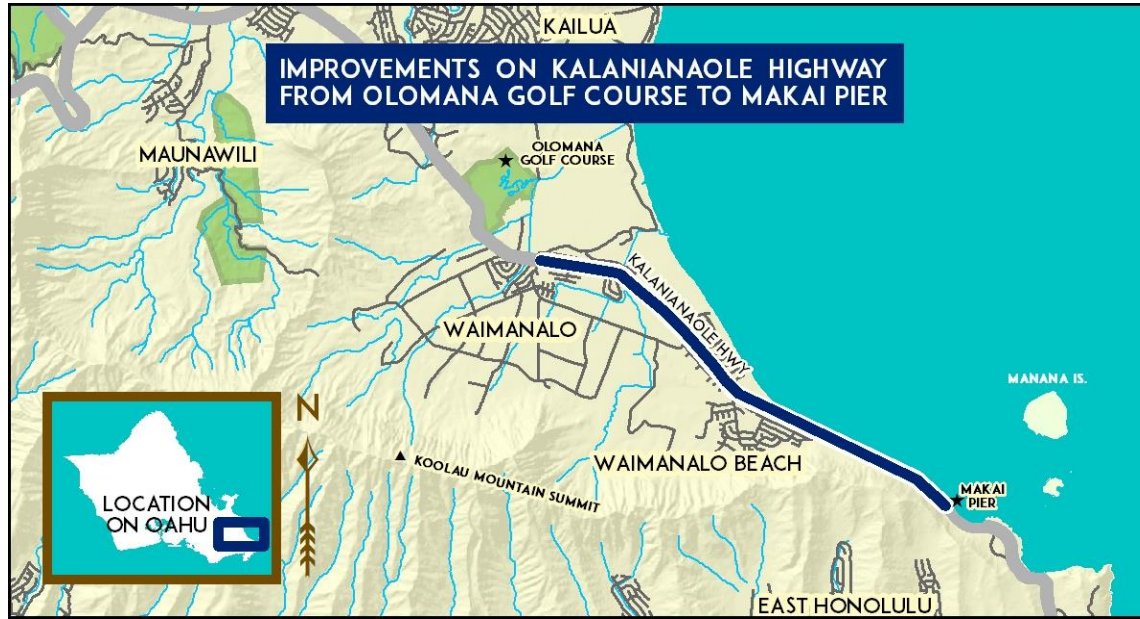 KAILUA
IMPROVEMENTS ON KALANIANAOLE HIGHWAY
FROM OLOMANA GOLF COURSE TO MAKAI PIER
MAUNAWILI
OLOMANA
GOLF COURSE
KALANIANAOLE HWY
WAIMANALO
MANANA IS.
N
KOOLAU MOUNTAIN SUMMIT
WAIMANALO BEACH
LOCATION
ON OAHU
MAKAI
PIER
EAST HONOLULU